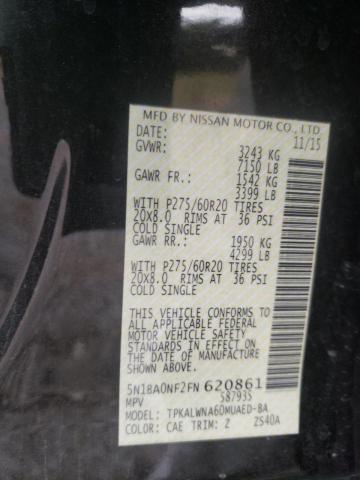 MFD BY NISSAN MOTOR CO., LTD.
DATE: 11/15
GVWR: 3243 KG
7150 LB
GAWR FR.: 1542 KG
3399 LB
WITH P275/60R20 TIRES
20X8.0 RIMS AT 36 PSI
COLD SINGLE
GAWR RR.: 1950 KG
4299 LB
WITH P275/60R20 TIRES
20X8.0 RIMS AT 36 PSI
COLD SINGLE
THIS VEHICLE CONFORMS TO
ALL APPLICABLE FEDERAL
MOTOR VEHICLE SAFETY
STANDARDS IN EFFECT ON
THE DATE OF MANUFACTURE
SHOWN ABOVE.
5N1BA0NF2FN 620861
MPV 587935
MODEL: TPKALWNA60MUAED-BA
COLOR: CAE TRIM: Z ZS40A